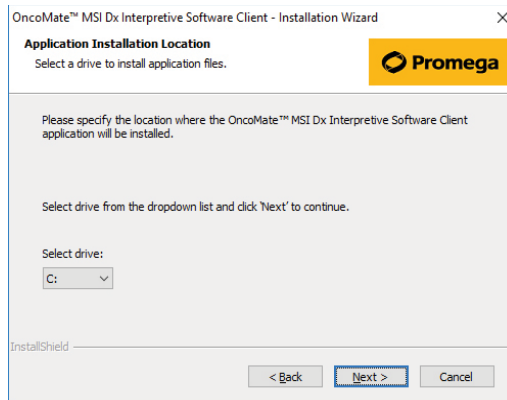 OncoMate™ MSI Dx Interpretive Software Client - Installation Wizard
Application Installation Location
Select a drive to install application files.
Promega
Please specify the location where the OncoMate™ MSI Dx Interpretive Software Client
application will be installed.
Select drive from the dropdown list and click 'Next' to continue.
Select drive:
C:
InstallShield
< Back
Next >
Cancel